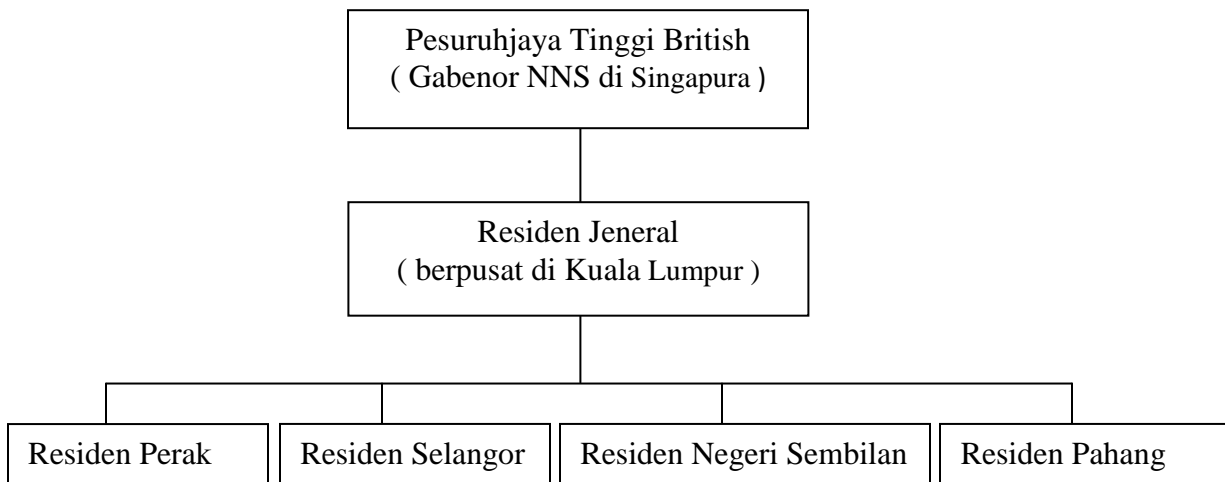 Pesuruhjaya Tinggi British
( Gabenor NNS di Singapura )
Residen Jeneral
( berpusat di Kuala Lumpur )
Residen Perak
Residen Selangor
Residen Negeri Sembilan
Residen Pahang